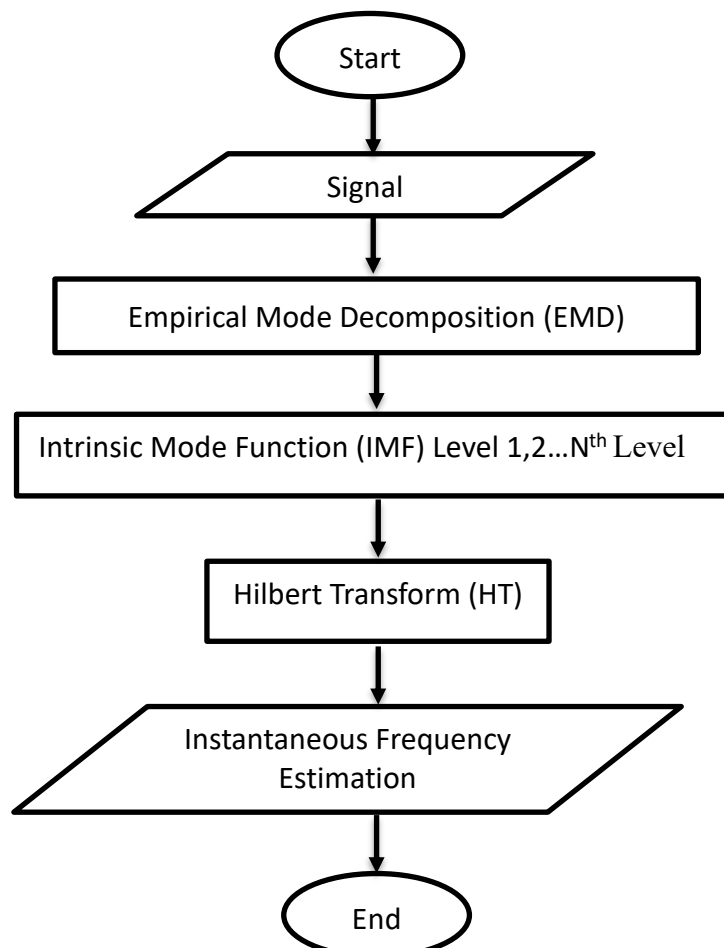 Start
Signal
Empirical Mode Decomposition (EMD)
Intrinsic Mode Function (IMF) Level 1,2...Nth Level
Hilbert Transform (HT)
Instantaneous Frequency
Estimation
End